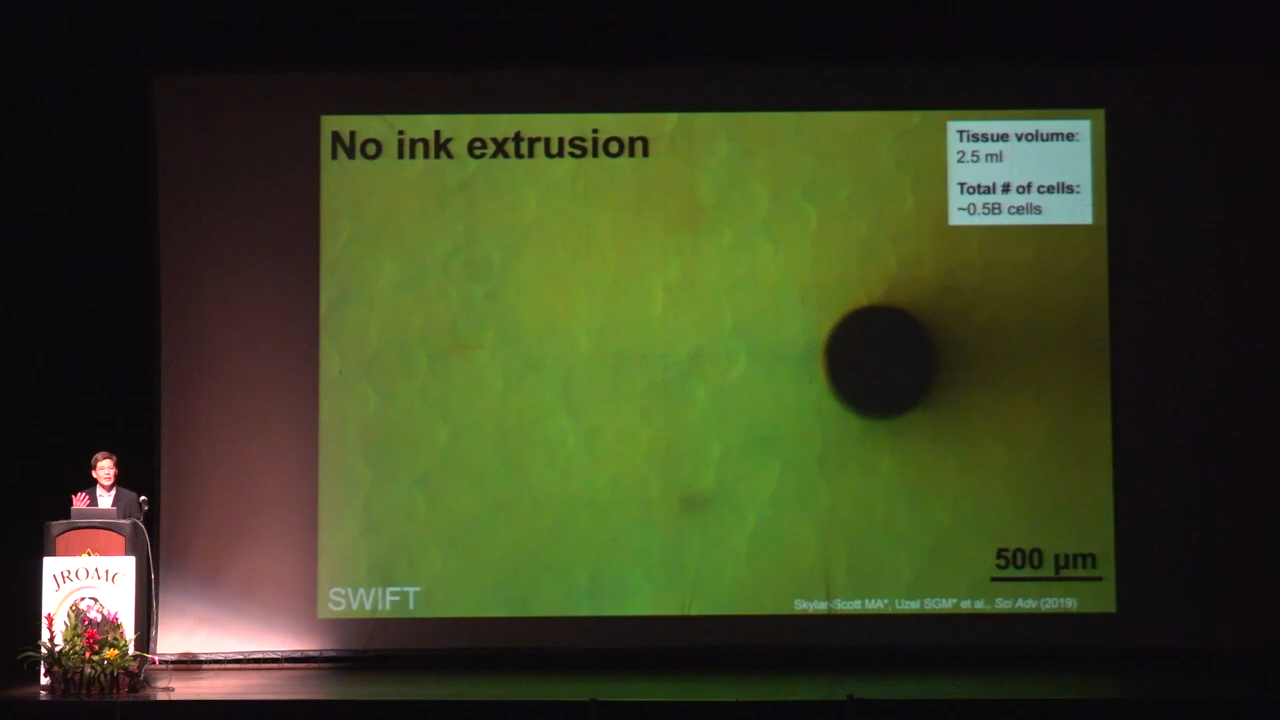 No ink extrusion
Tissue volume:
2.5 ml
Total # of cells:
~0.5B cells
500 µm
SWIFT
Skylar-Scott MA*, Uzel SGM* et al., Sci Adv (2019)
JROMC